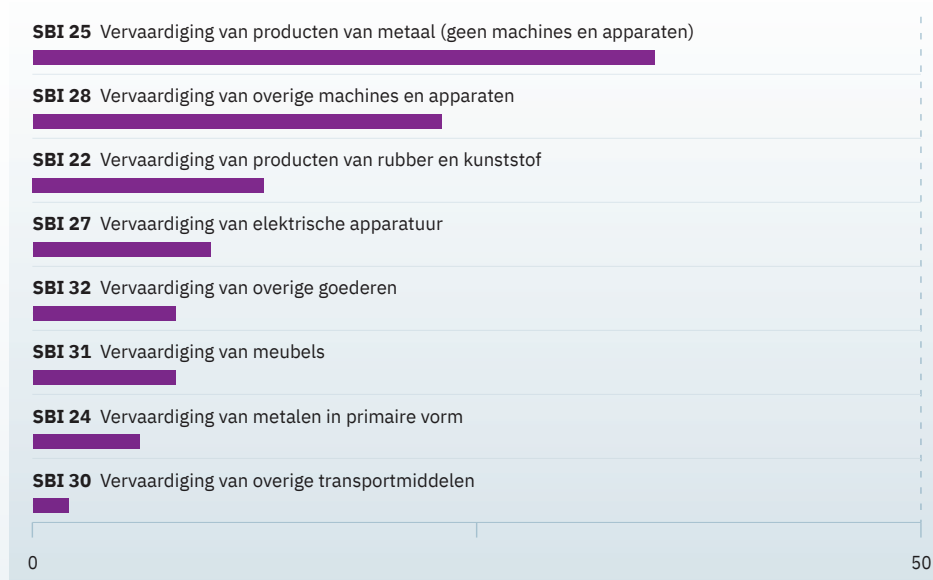 SBI 25 Vervaardiging van producten van metaal (geen machines en apparaten)
SBI 28 Vervaardiging van overige machines en apparaten
SBI 22 Vervaardiging van producten van rubber en kunststof
SBI 27 Vervaardiging van elektrische apparatuur
SBI 32 Vervaardiging van overige goederen
SBI 31 Vervaardiging van meubels
SBI 24 Vervaardiging van metalen in primaire vorm
SBI 30 Vervaardiging van overige transportmiddelen
0 50